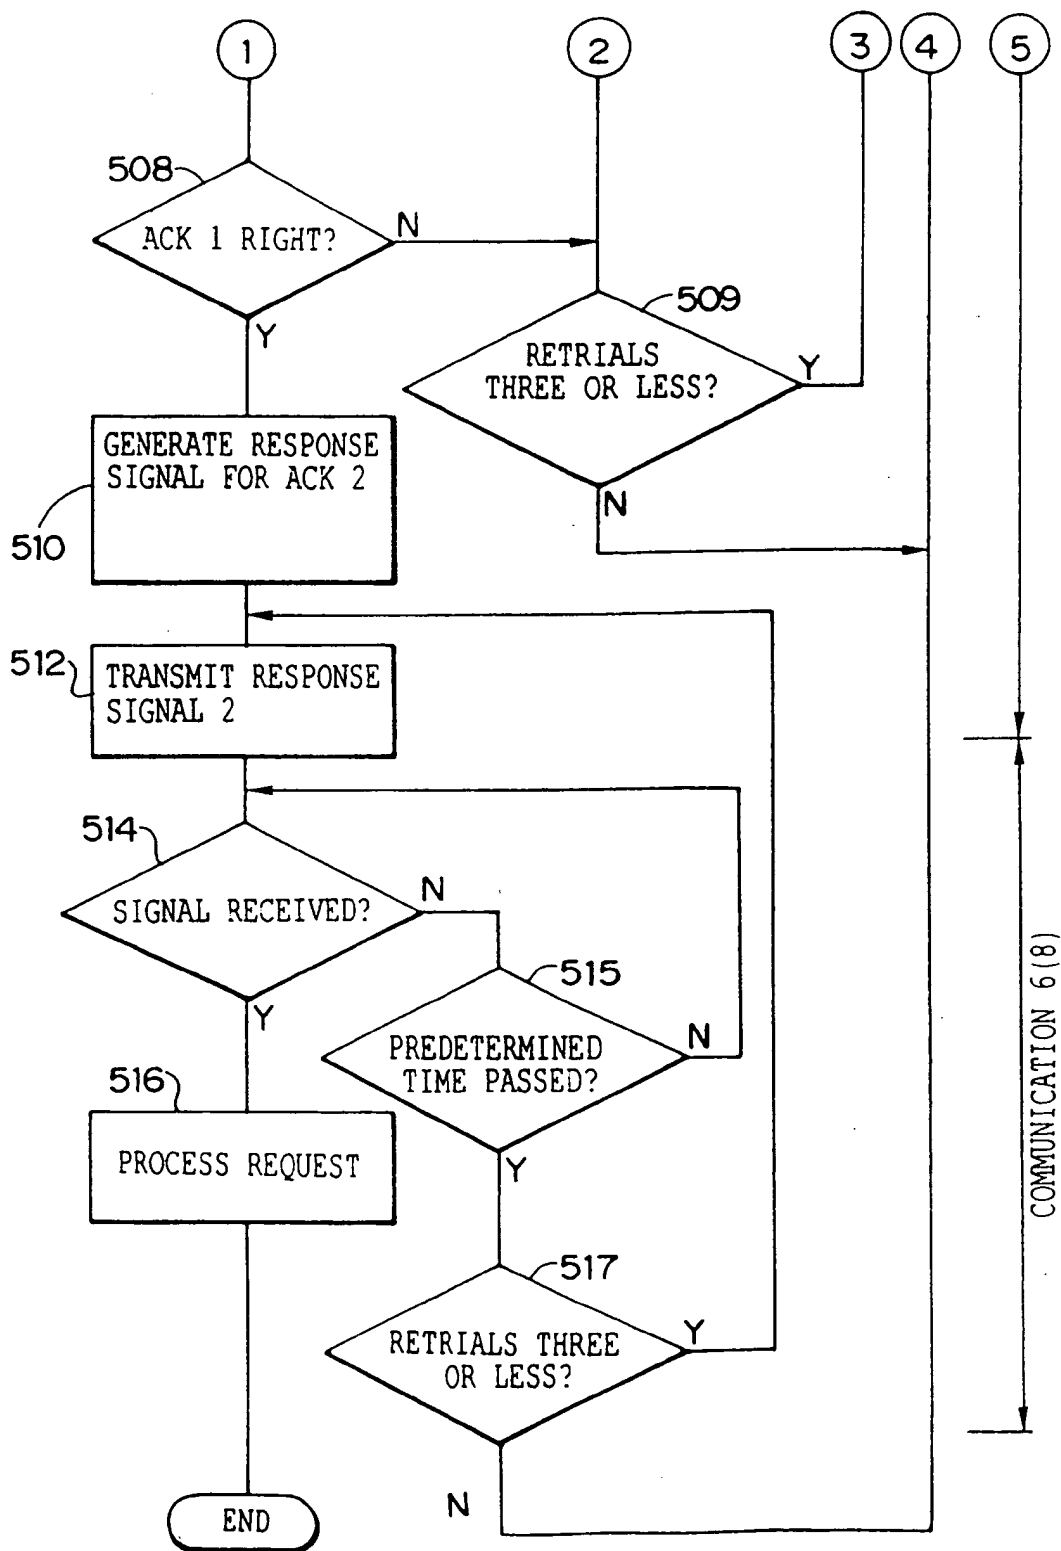 1
2
3
4
5
508
ACK 1 RIGHT?
N
Y
509
RETRIALS
THREE OR LESS?
Y
N
510
GENERATE RESPONSE
SIGNAL FOR ACK 2
512
TRANSMIT RESPONSE
SIGNAL 2
514
SIGNAL RECEIVED?
N
Y
515
PREDETERMINED
TIME PASSED?
N
Y
516
PROCESS REQUEST
517
RETRIALS THREE
OR LESS?
Y
N
END
COMMUNICATION 6(8)